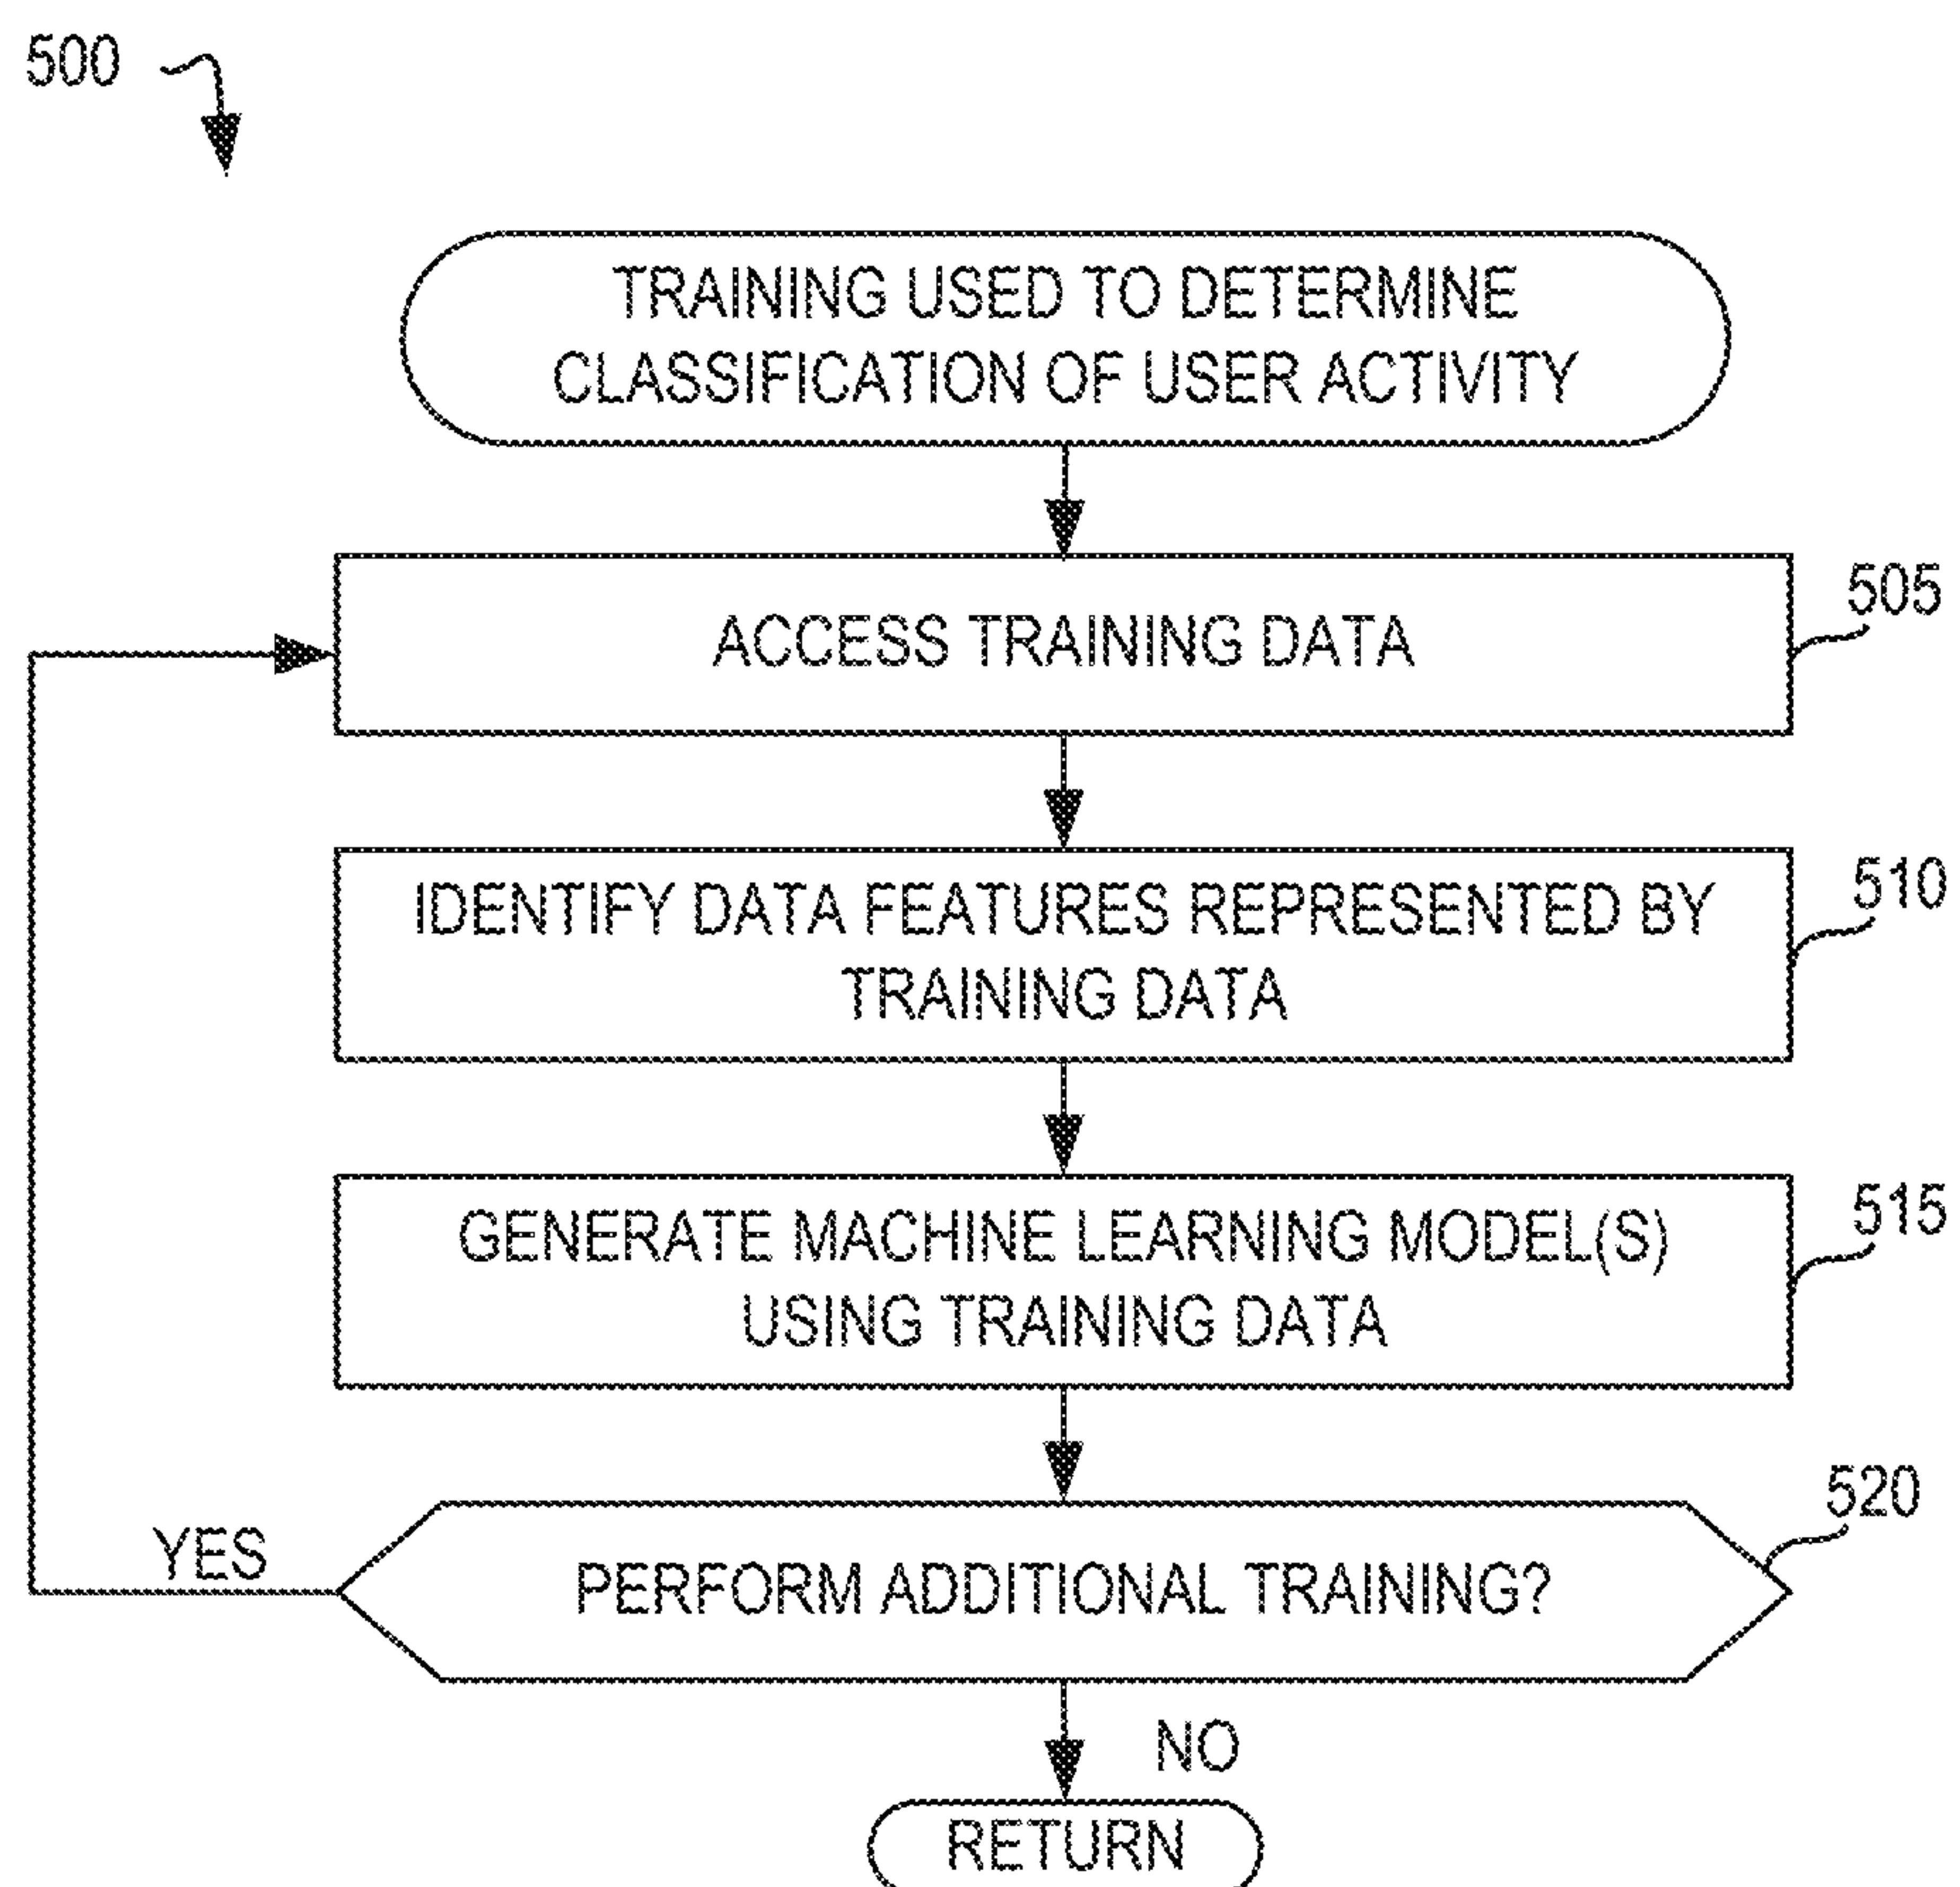 500
TRAINING USED TO DETERMINE
CLASSIFICATION OF USER ACTIVITY
505
ACCESS TRAINING DATA
510
IDENTIFY DATA FEATURES REPRESENTED BY
TRAINING DATA
515
GENERATE MACHINE LEARNING MODEL(S)
USING TRAINING DATA
520
YES
PERFORM ADDITIONAL TRAINING?
NO
RETURN